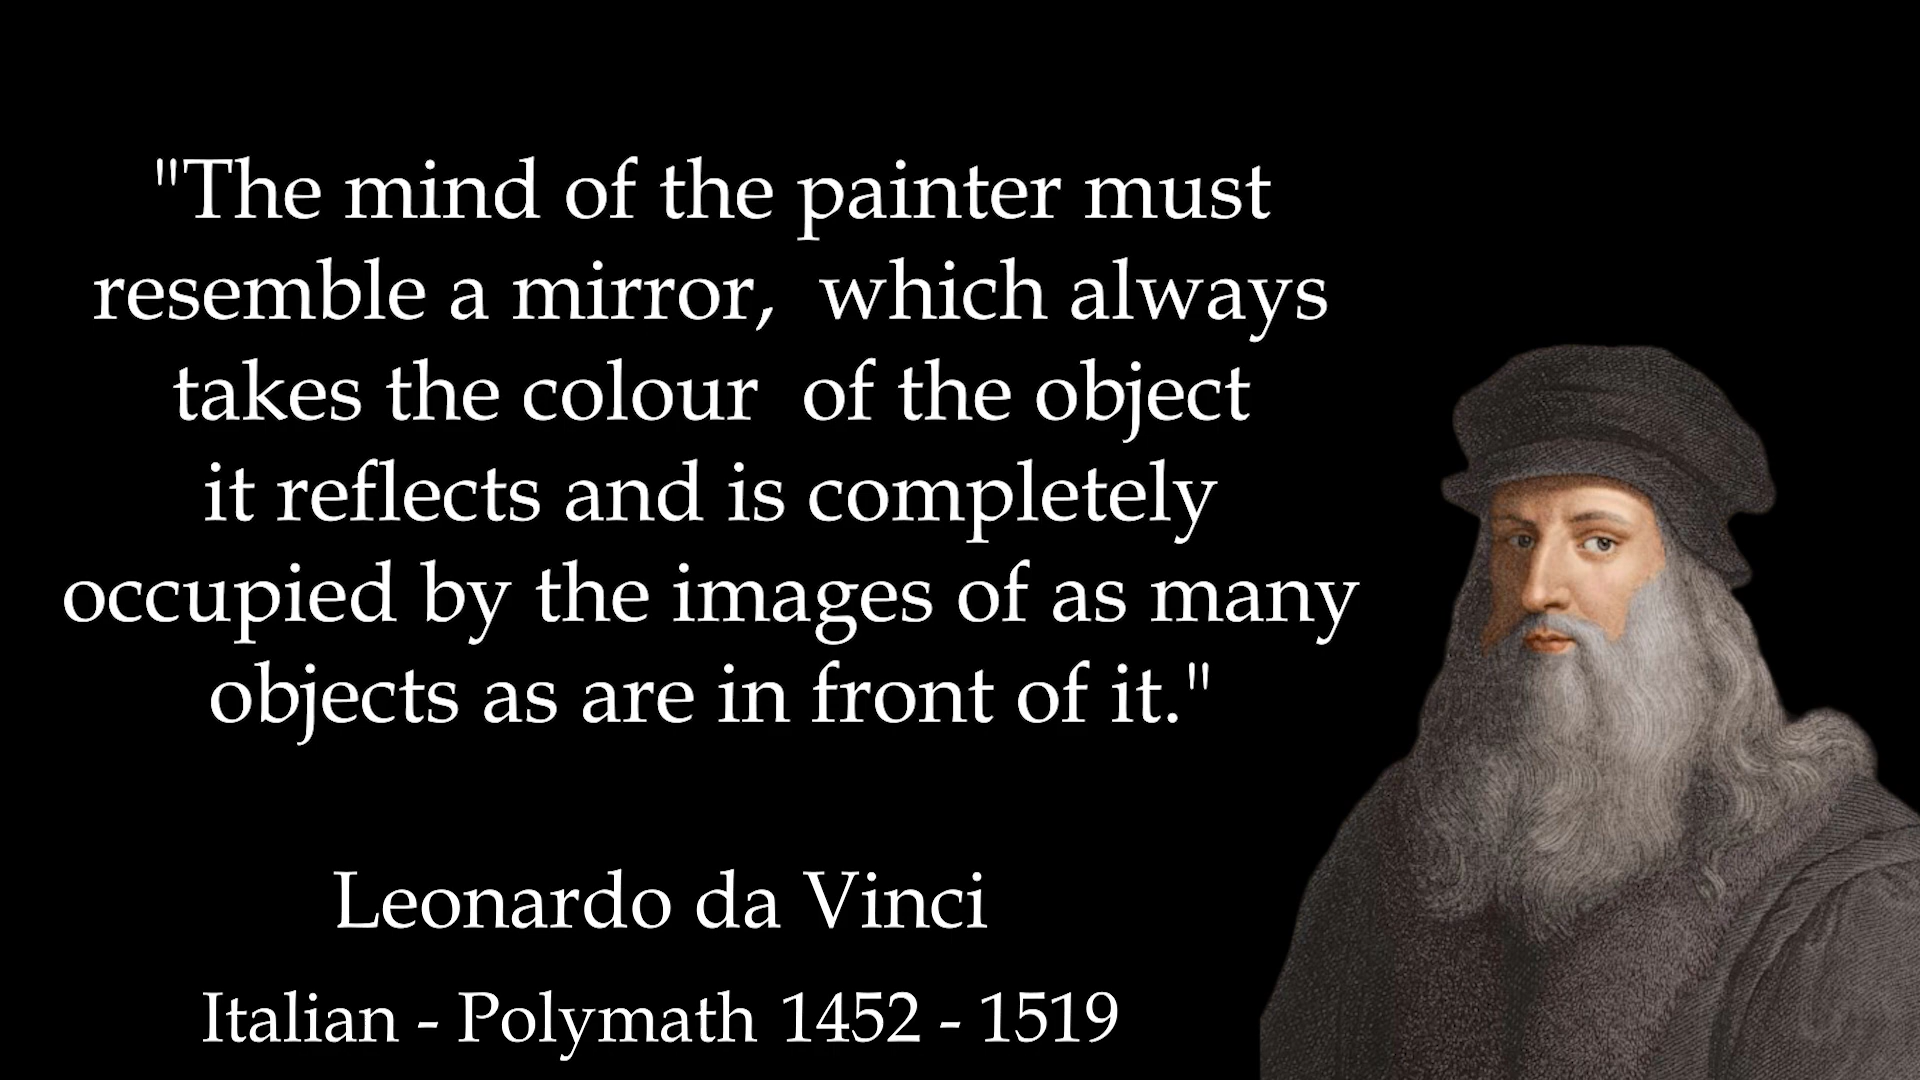 "The mind of the painter must
resemble a mirror,  which always
takes the colour  of the object
it reflects and is completely
occupied by the images of as many
objects as are in front of it."
Leonardo da Vinci
Italian - Polymath 1452 - 1519